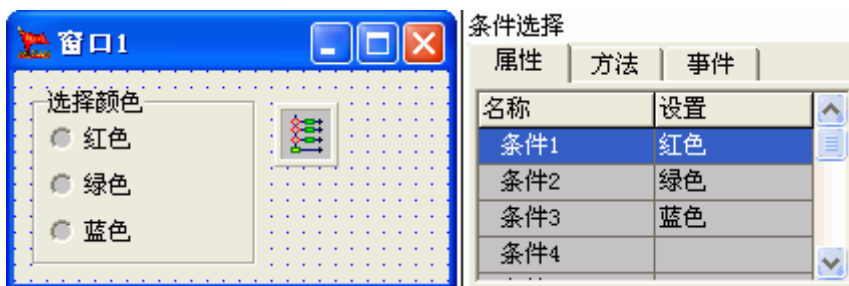 窗口1
选择颜色
红色
绿色
蓝色
条件选择
属性 方法 事件
名称 设置
条件1 红色
条件2 绿色
条件3 蓝色
条件4